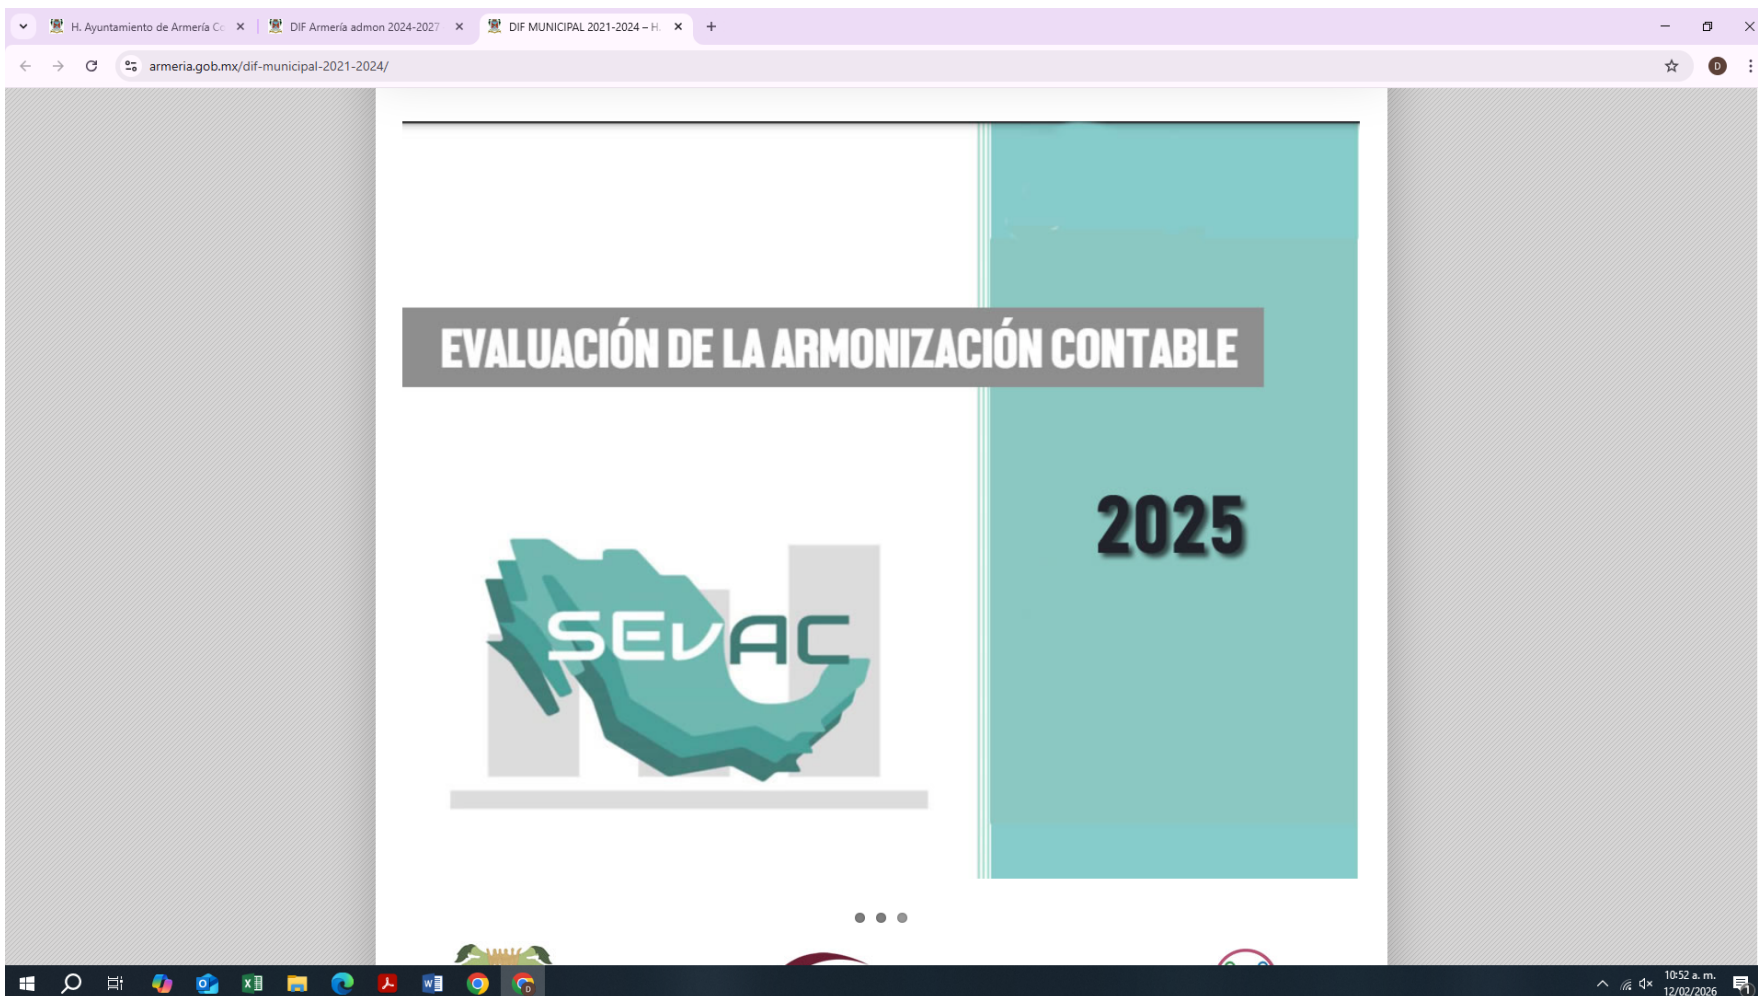 H. Ayuntamiento de Armería Co
DIF Armería admon 2024-2027
DIF MUNICIPAL 2021-2024 – H.
armeria.gob.mx/dif-municipal-2021-2024/
D
EVALUACIÓN DE LA ARMONIZACIÓN CONTABLE
2025
SEVAC
10:52 a. m.
12/02/2026